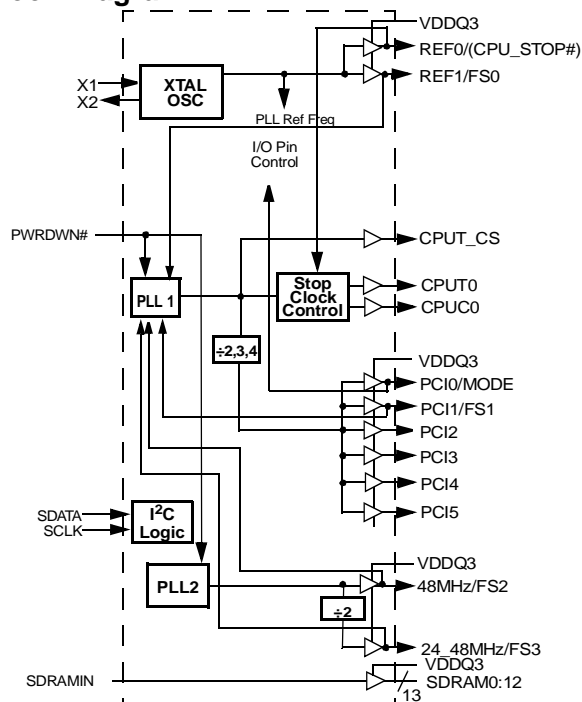 VDDQ3
REF0/(CPU_STOP#)
REF1/FS0
X1
X2
XTAL
OSC
PLL Ref Freq
I/O Pin
Control
PWRDWN#
CPUT_CS
PLL 1
Stop
Clock
Control
CPUT0
CPUC0
÷2,3,4
VDDQ3
PCI0/MODE
PCI1/FS1
PCI2
PCI3
PCI4
PCI5
SDATA
SCLK
I2C
Logic
VDDQ3
PLL2
48MHz/FS2
÷2
24_48MHz/FS3
VDDQ3
SDRAMIN
SDRAM0:12
13